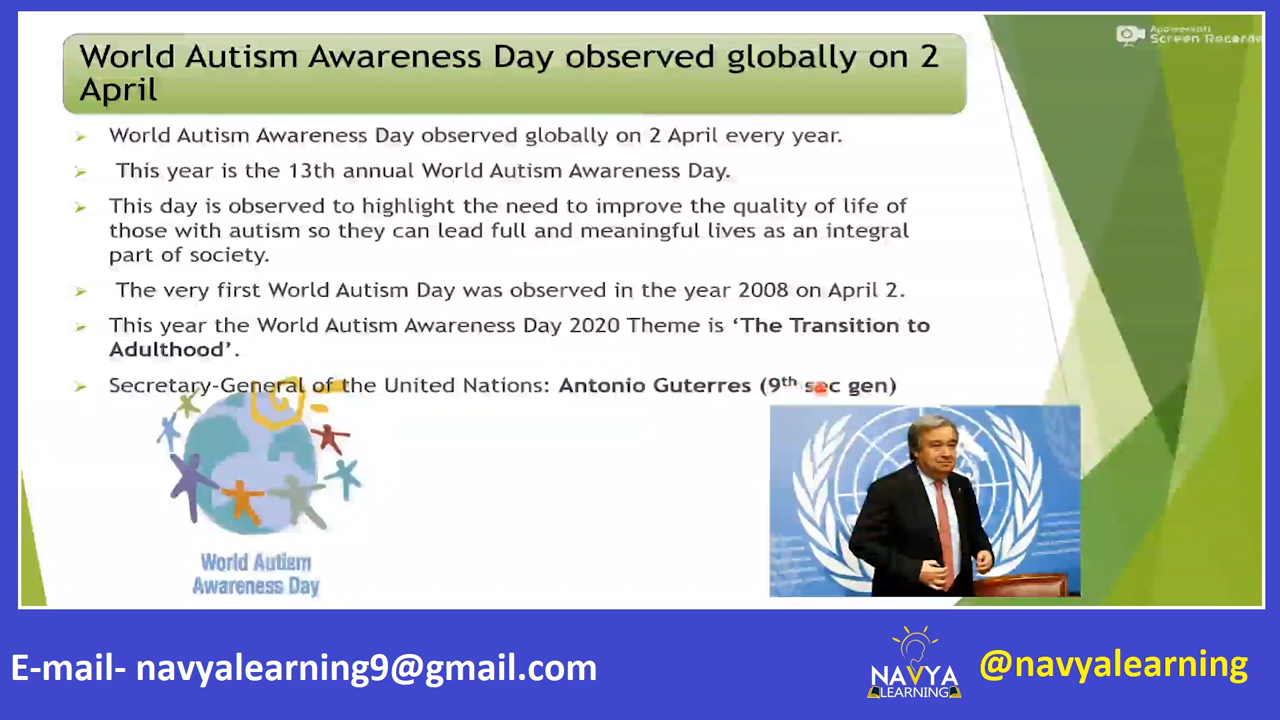 Apowersoft
Screen Recorde
World Autism Awareness Day observed globally on 2
April
World Autism Awareness Day observed globally on 2 April every year.
This year is the 13th annual World Autism Awareness Day.
This day is observed to highlight the need to improve the quality of life of
those with autism so they can lead full and meaningful lives as an integral
part of society.
The very first World Autism Day was observed in the year 2008 on April 2.
This year the World Autism Awareness Day 2020 Theme is ‘The Transition to
Adulthood’.
Secretary-General of the United Nations: Antonio Guterres (9th sec gen)
World Autism
Awareness Day
E-mail- navyalearning9@gmail.com
NAVYA
LEARNING
@navyalearning